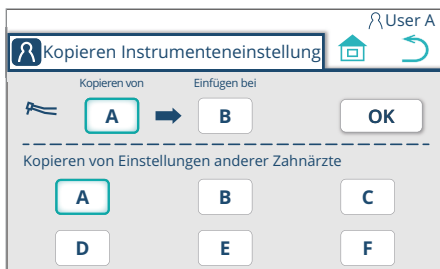 User A
Kopieren Instrumenteneinstellung
Kopieren von Einfügen bei
A B OK
Kopieren von Einstellungen anderer Zahnärzte
A B C
D E F